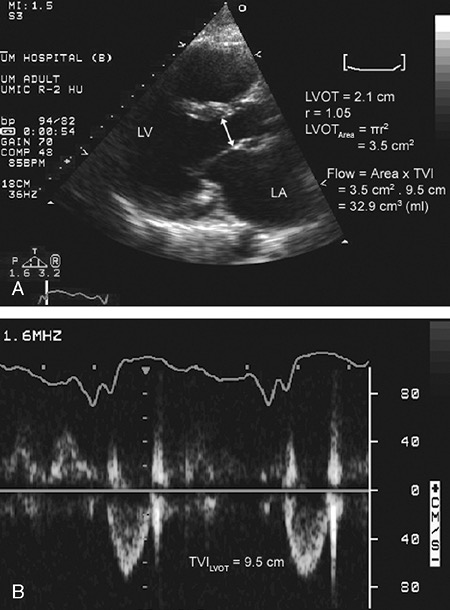 MI:1.5
S3
UM HOSPITAL (B)
UM ADULT
UMIC R-2 HU
bp 94/82
0:00:54
GAIN 70
COMP 48
85BPM
18CM
36HZ
P T R
1.6 3.2
A
LV
LA
LVOT = 2.1 cm
r = 1.05
LVOTArea = πr²
= 3.5 cm²
Flow = Area x TVI
= 3.5 cm² . 9.5 cm
= 32.9 cm³ (ml)
1.6MHZ
80
40
0
40
80
TVILVOT = 9.5 cm
B